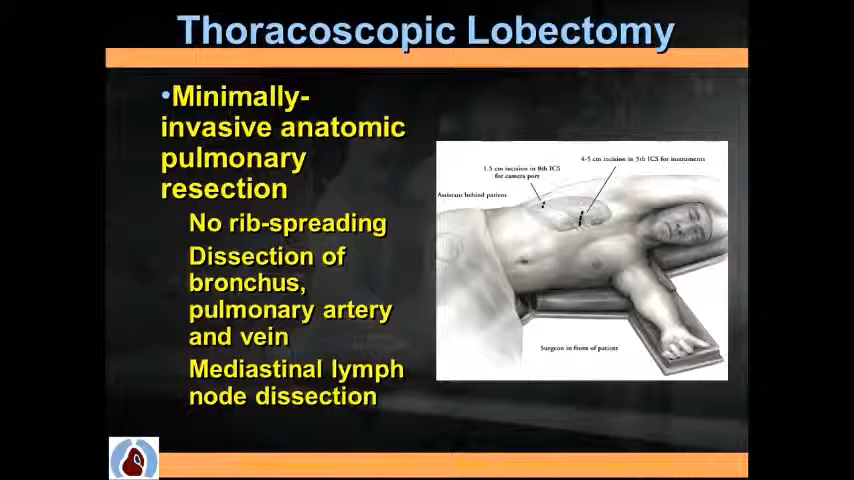 Thoracoscopic Lobectomy
•Minimally-
invasive anatomic
pulmonary
resection
No rib-spreading
Dissection of
bronchus,
pulmonary artery
and vein
Mediastinal lymph
node dissection
4-5 cm incision in 5th ICS for instruments
1.5 cm incision in 8th ICS
for camera port
Assistant behind patient
Surgeon in front of patient